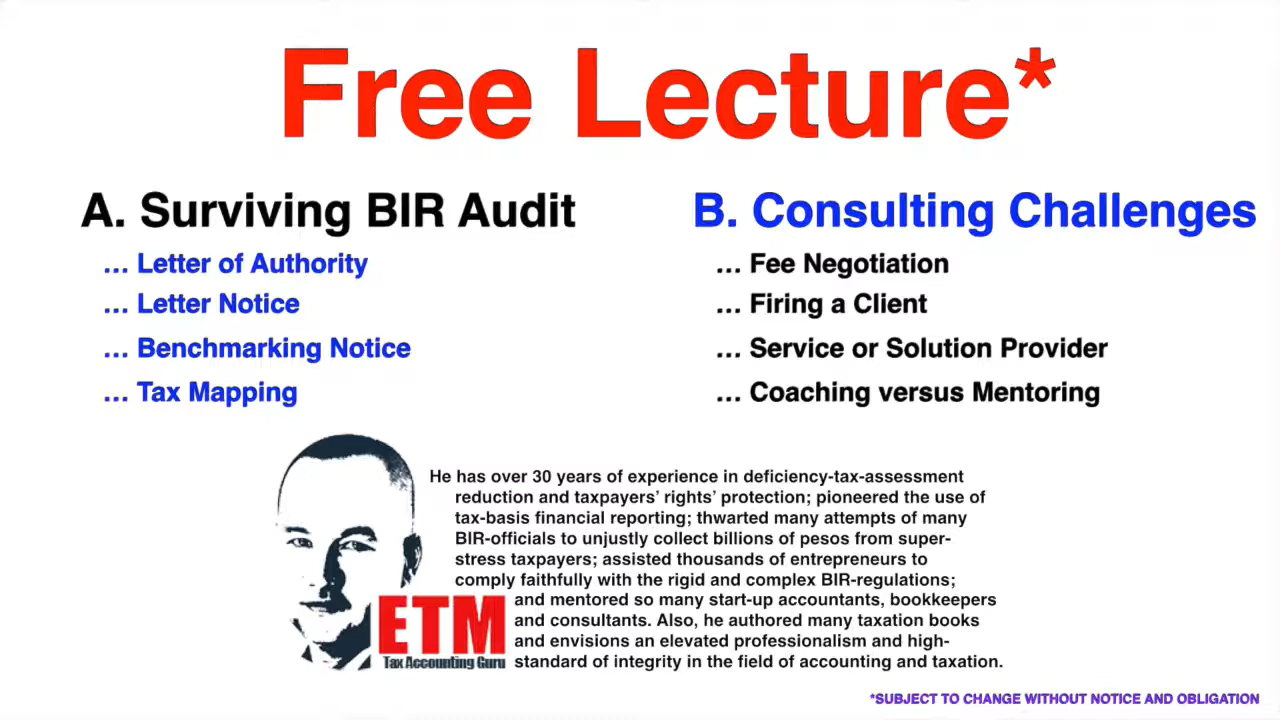 Free Lecture*
A. Surviving BIR Audit
... Letter of Authority
... Letter Notice
... Benchmarking Notice
... Tax Mapping
B. Consulting Challenges
... Fee Negotiation
... Firing a Client
... Service or Solution Provider
... Coaching versus Mentoring
He has over 30 years of experience in deficiency-tax-assessment
reduction and taxpayers' rights' protection; pioneered the use of
tax-basis financial reporting; thwarted many attempts of many
BIR-officials to unjustly collect billions of pesos from super-
stress taxpayers; assisted thousands of entrepreneurs to
comply faithfully with the rigid and complex BIR-regulations;
and mentored so many start-up accountants, bookkeepers
and consultants. Also, he authored many taxation books
and envisions an elevated professionalism and high-
standard of integrity in the field of accounting and taxation.
ETM
Tax Accounting Guru
*SUBJECT TO CHANGE WITHOUT NOTICE AND OBLIGATION